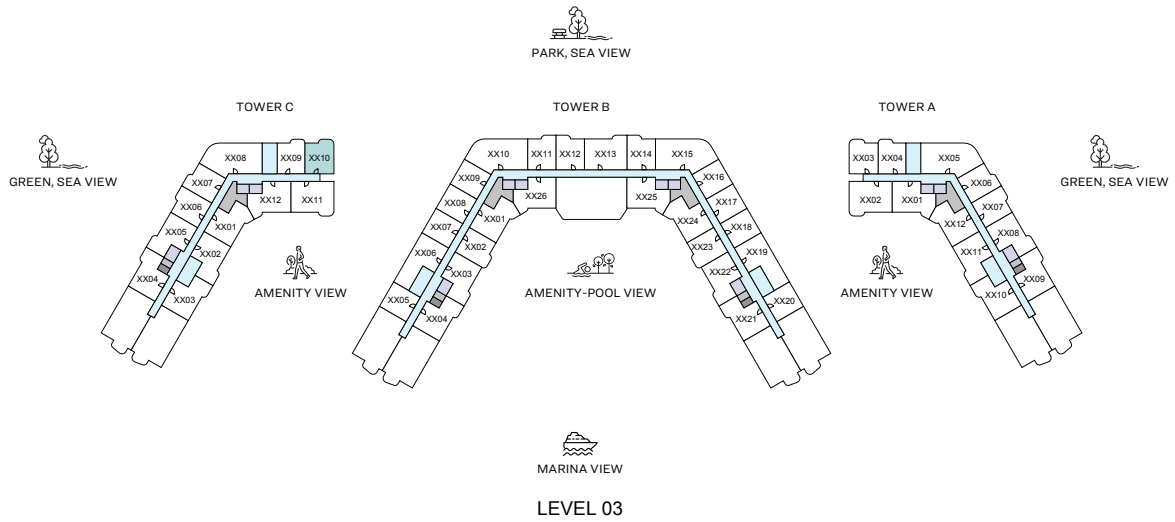 PARK, SEA VIEW
TOWER C
TOWER B
TOWER A
GREEN, SEA VIEW
GREEN, SEA VIEW
XX08
XX09
XX10
XX07
XX06
XX05
XX04
XX12
XX11
XX01
XX02
XX03
XX10
XX11
XX12
XX13
XX14
XX15
XX09
XX08
XX07
XX06
XX05
XX26
XX25
XX01
XX02
XX03
XX04
XX16
XX17
XX18
XX19
XX20
XX24
XX23
XX22
XX21
XX03
XX04
XX05
XX02
XX01
XX06
XX07
XX08
XX09
XX12
XX11
XX10
AMENITY VIEW
AMENITY-POOL VIEW
AMENITY VIEW
MARINA VIEW
LEVEL 03